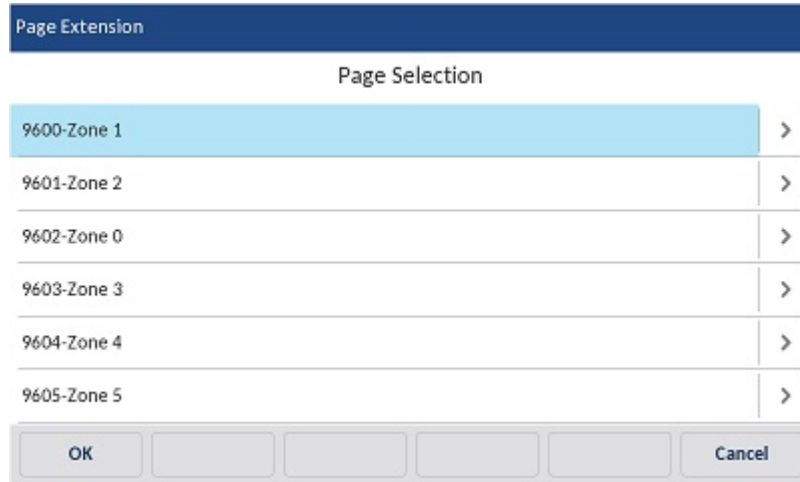 Page Extension
Page Selection
9600-Zone 1
9601-Zone 2
9602-Zone 0
9603-Zone 3
9604-Zone 4
9605-Zone 5
OK Cancel